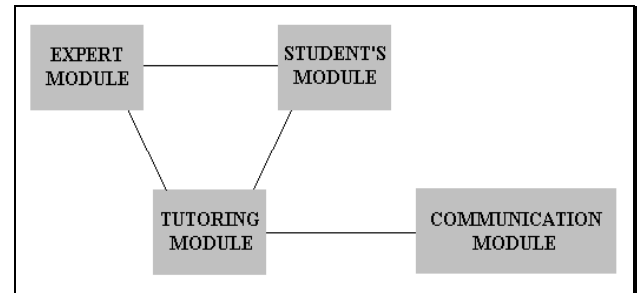 EXPERT
MODULE
STUDENT'S
MODULE
TUTORING
MODULE
COMMUNICATION
MODULE